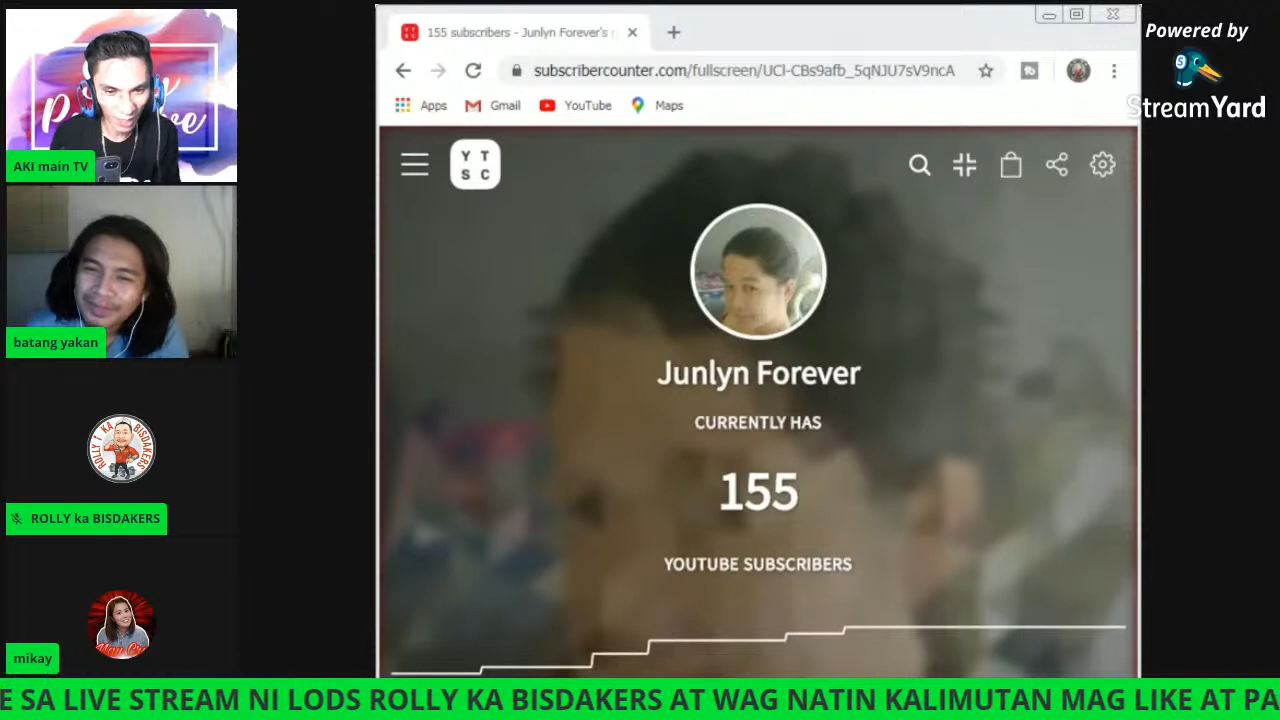 AKI main TV
batang yakan
ROLLY ka BISDAKERS
mikay
155 subscribers - Junlyn Forever's
subscribercounter.com/fullscreen/UCl-CBs9afb_5qNJU7sV9ncA
Apps Gmail YouTube Maps
Y T
S C
Junlyn Forever
CURRENTLY HAS
155
YOUTUBE SUBSCRIBERS
Powered by
StreamYard
E SA LIVE STREAM NI LODS ROLLY KA BISDAKERS AT WAG NATIN KALIMUTAN MAG LIKE AT PA